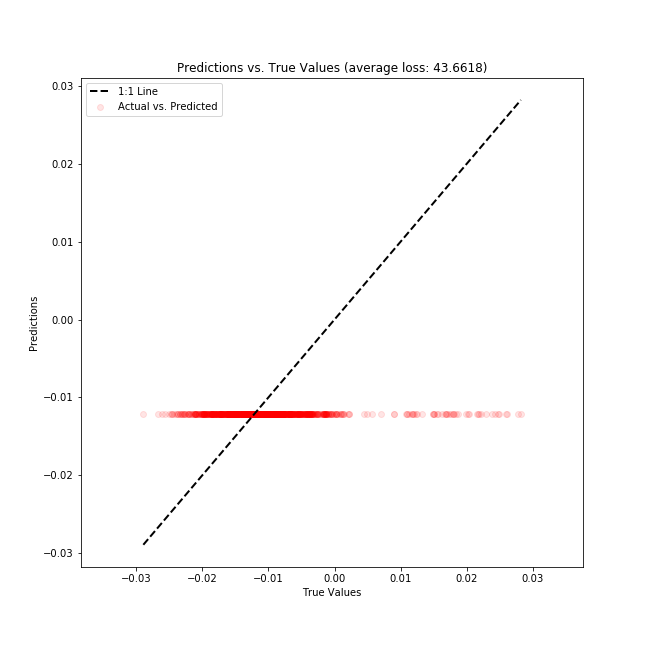 Predictions vs. True Values (average loss: 43.6618)
1:1 Line
Actual vs. Predicted
0.03
0.02
0.01
0.00
−0.01
−0.02
−0.03
Predictions
−0.03 −0.02 −0.01 0.00 0.01 0.02 0.03
True Values